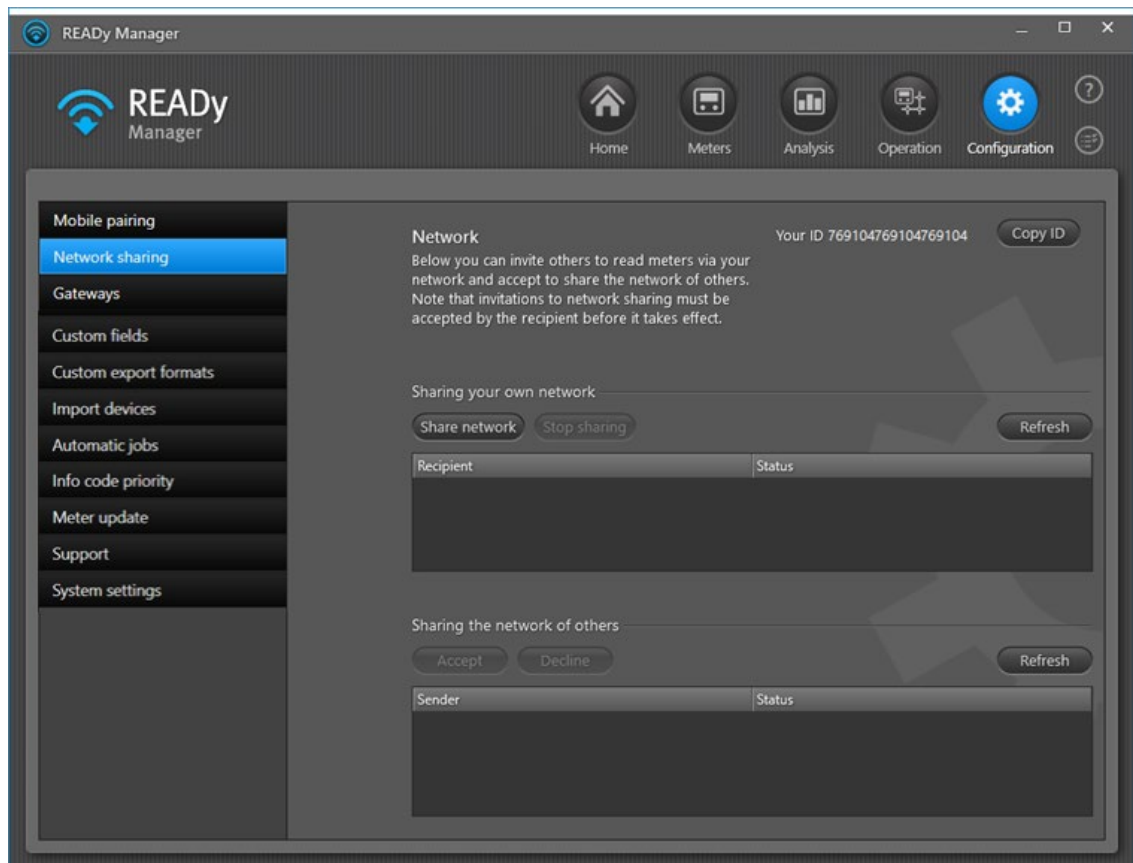 READy Manager
READy
Manager
Home Meters Analysis Operation Configuration
?
Mobile pairing
Network sharing
Gateways
Custom fields
Custom export formats
Import devices
Automatic jobs
Info code priority
Meter update
Support
System settings
Network
Your ID 769104769104769104
Copy ID
Below you can invite others to read meters via your
network and accept to share the network of others.
Note that invitations to network sharing must be
accepted by the recipient before it takes effect.
Sharing your own network
Share network Stop sharing Refresh
Recipient Status
Sharing the network of others
Accept Decline Refresh
Sender Status